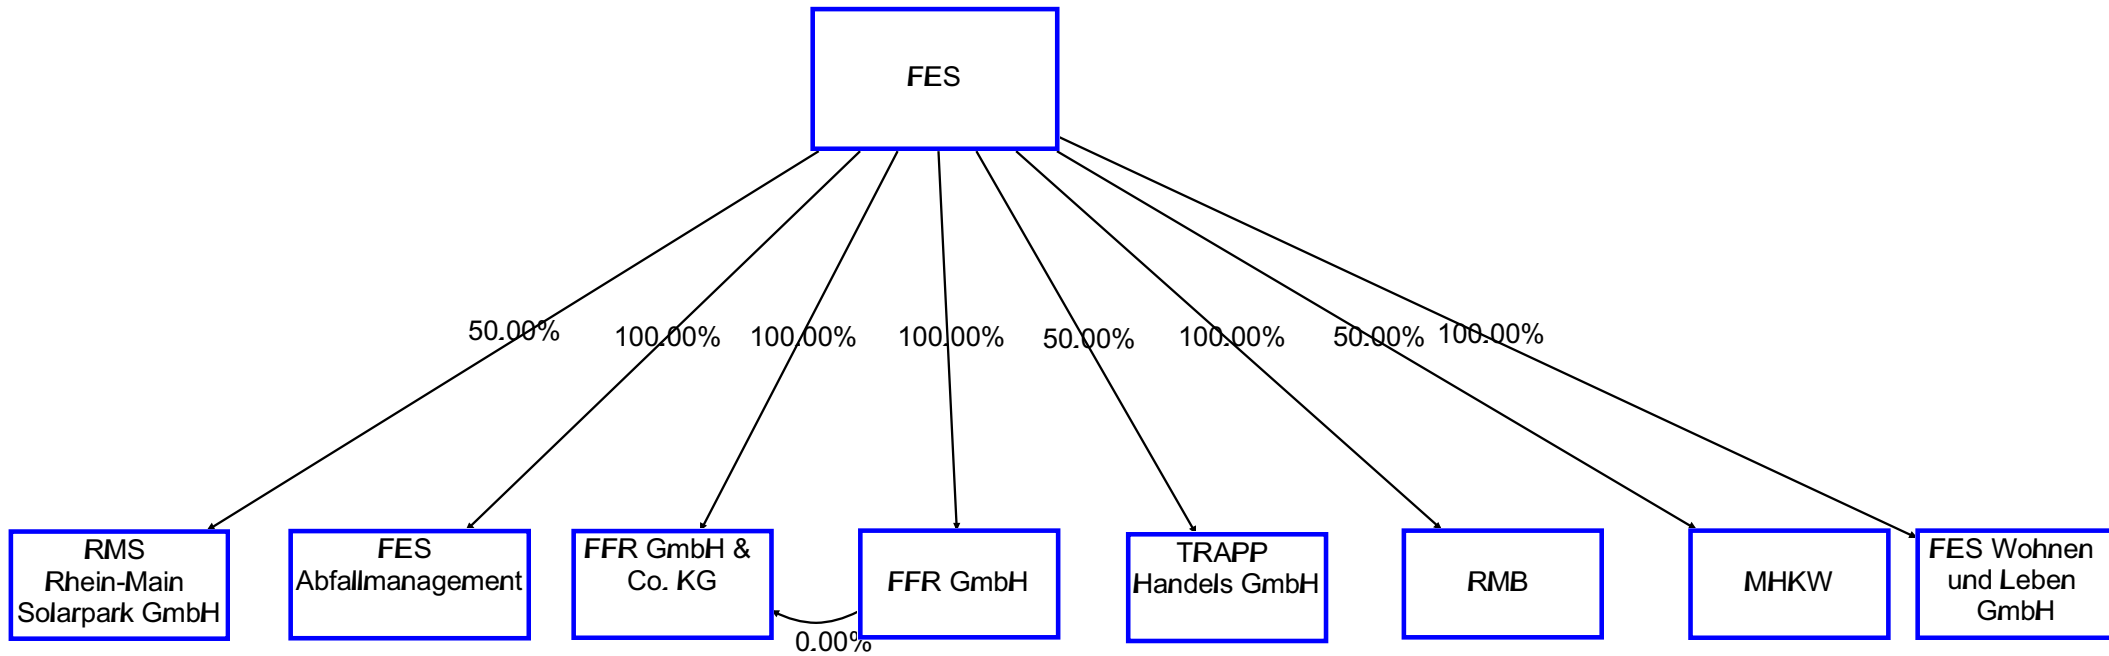 FES
50.00%
100.00%
100.00%
100.00%
50.00%
100.00%
50.00%
100.00%
RMS
Rhein-Main
Solarpark GmbH
FES
Abfallmanagement
FFR GmbH &
Co. KG
FFR GmbH
TRAPP
Handels GmbH
RMB
MHKW
FES Wohnen
und Leben
GmbH
0.00%